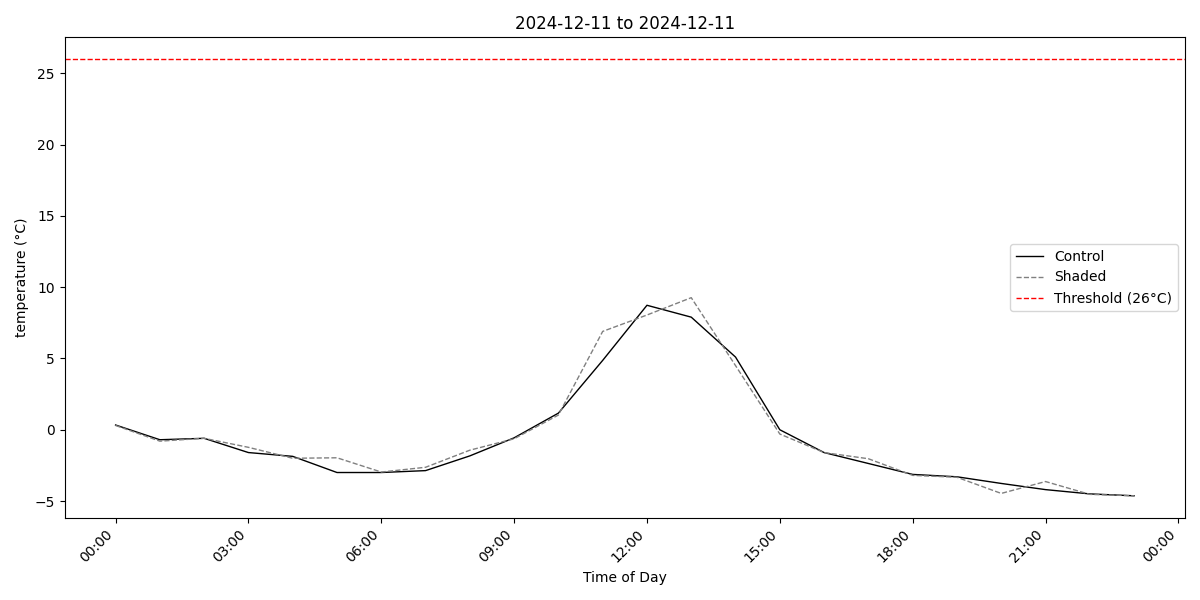 2024-12-11 to 2024-12-11
temperature (°C)
25
20
15
10
5
0
−5
Control
Shaded
Threshold (26°C)
00:00
03:00
06:00
09:00
12:00
15:00
18:00
21:00
00:00
Time of Day